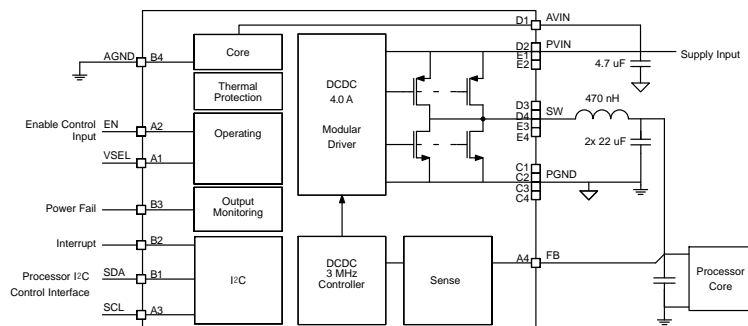 D1 AVIN
AGND B4
Core
Thermal
Protection
Enable Control
Input
EN A2
Operating
VSEL A1
Power Fail B3
Output
Monitoring
Interrupt B2
Processor I2C
Control Interface
SDA B1
I2C
SCL A3
DCDC
4.0 A
Modular
Driver
DCDC
3 MHz
Controller
Sense
D2 PVIN
E1
E2
Supply Input
4.7 uF
D3
D4 SW
E3
E4
470 nH
2x 22 uF
C1
C2 PGND
C3
C4
A4 FB
Processor
Core